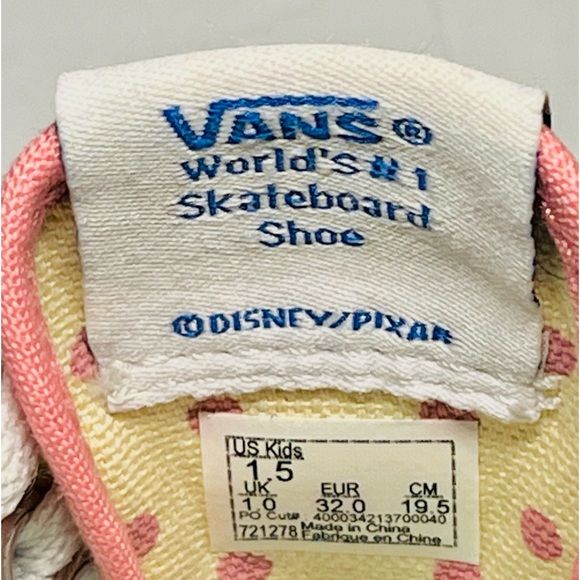 VANS®
World's #1
Skateboard
Shoe
©DISNEY/PIXAR
US Kids
1.5
UK EUR CM
1.0 32.0 19.5
PO Cut# 400034213700040
721278 Made in China
Fabrique en Chine